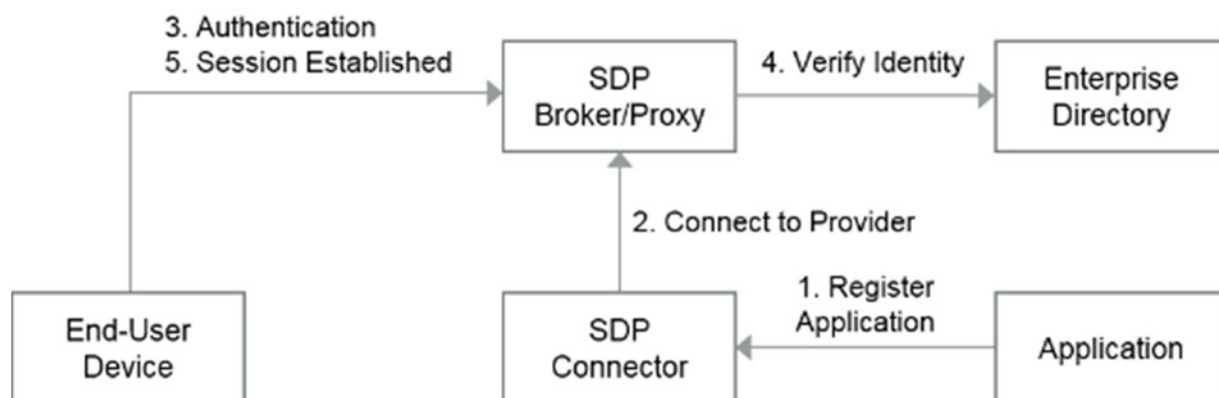 3. Authentication
5. Session Established
SDP
Broker/Proxy
4. Verify Identity
Enterprise
Directory
2. Connect to Provider
End-User
Device
SDP
Connector
1. Register
Application
Application